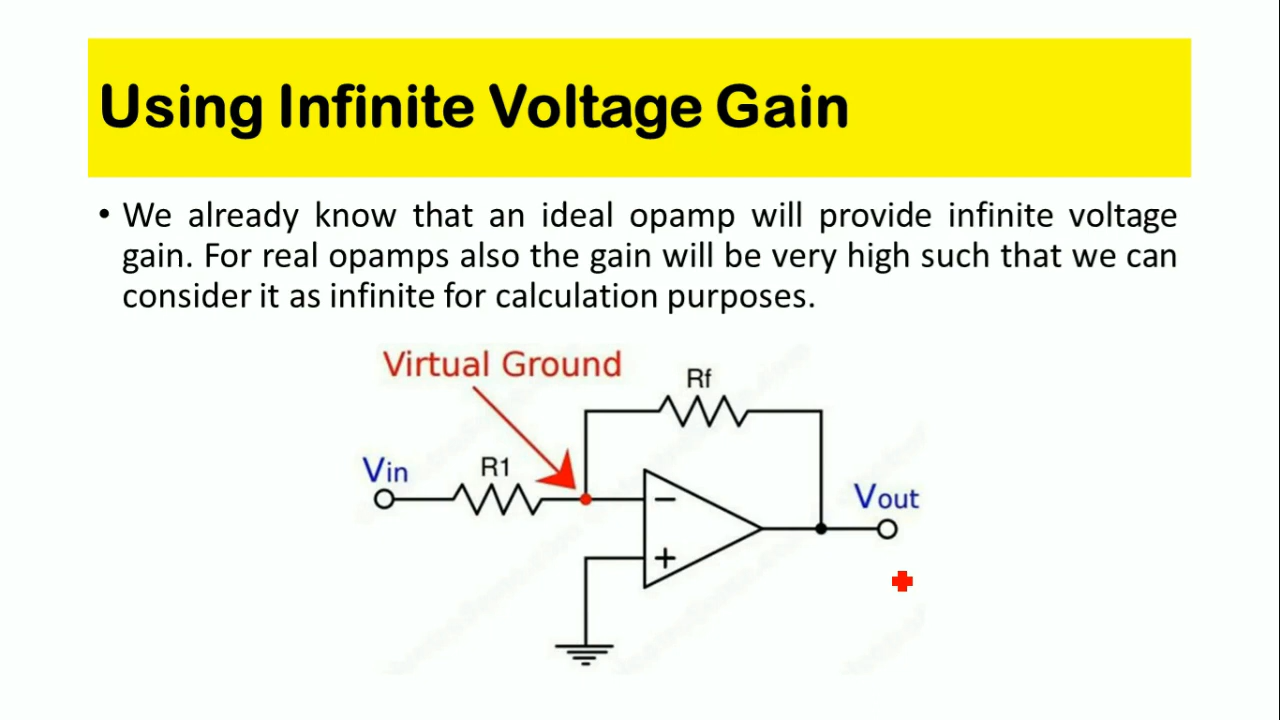 Using Infinite Voltage Gain
• We already know that an ideal opamp will provide infinite voltage
gain. For real opamps also the gain will be very high such that we can
consider it as infinite for calculation purposes.
Virtual Ground
Rf
Vin
R1
−
Vout
+